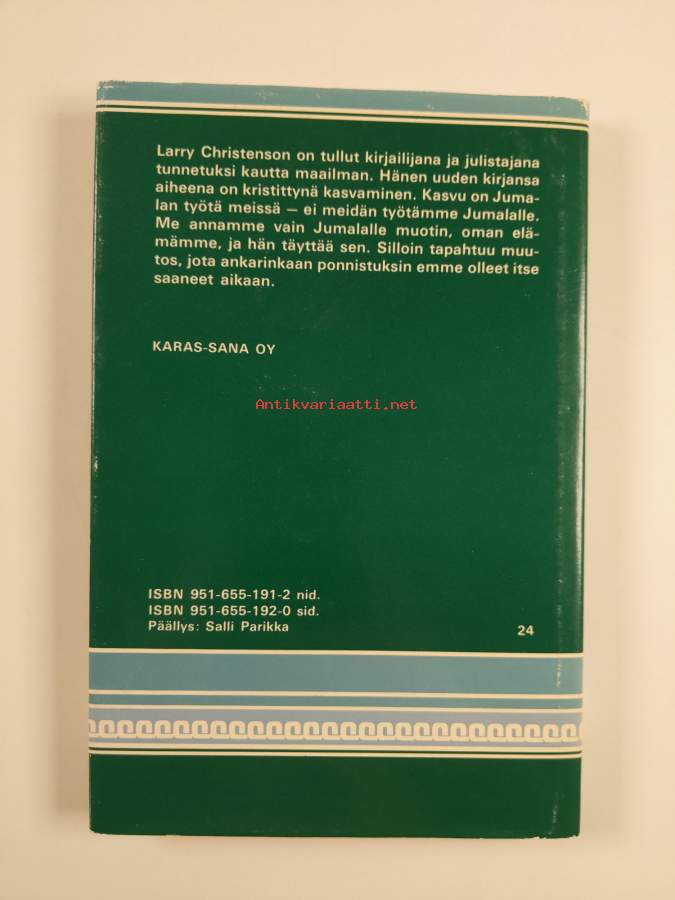 Larry Christenson on tullut kirjailijana ja julistajana
tunnetuksi kautta maailman. Hänen uuden kirjansa
aiheena on kristittynä kasvaminen. Kasvu on Juma-
lan työtä meissä – ei meidän työtämme Jumalalle.
Me annamme vain Jumalalle muotin, oman elä-
mämme, ja hän täyttää sen. Silloin tapahtuu muu-
tos, jota ankarinkaan ponnistuksin emme olleet itse
saaneet aikaan.
KARAS-SANA OY
Antikvariaatti.net
ISBN 951-655-191-2 nid.
ISBN 951-655-192-0 sid.
Päällys: Salli Parikka
24